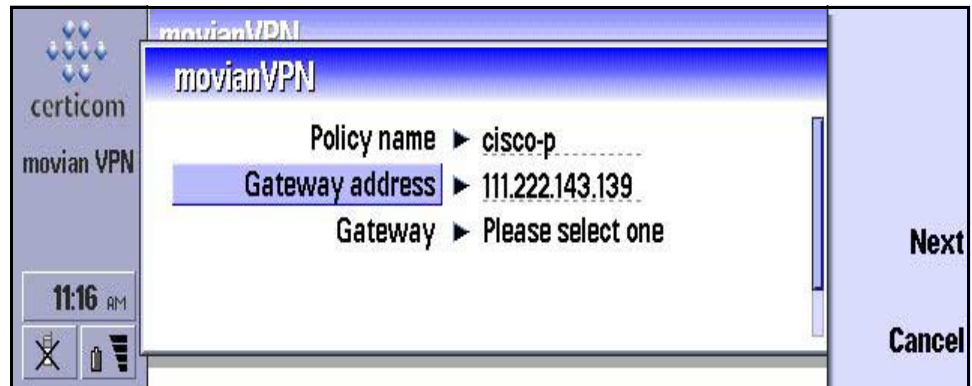 certicom
movian VPN
11:16 AM
movianVPN
movianVPN
Policy name ► cisco-p
Gateway address ► 111.222.143.139
Gateway ► Please select one
Next
Cancel